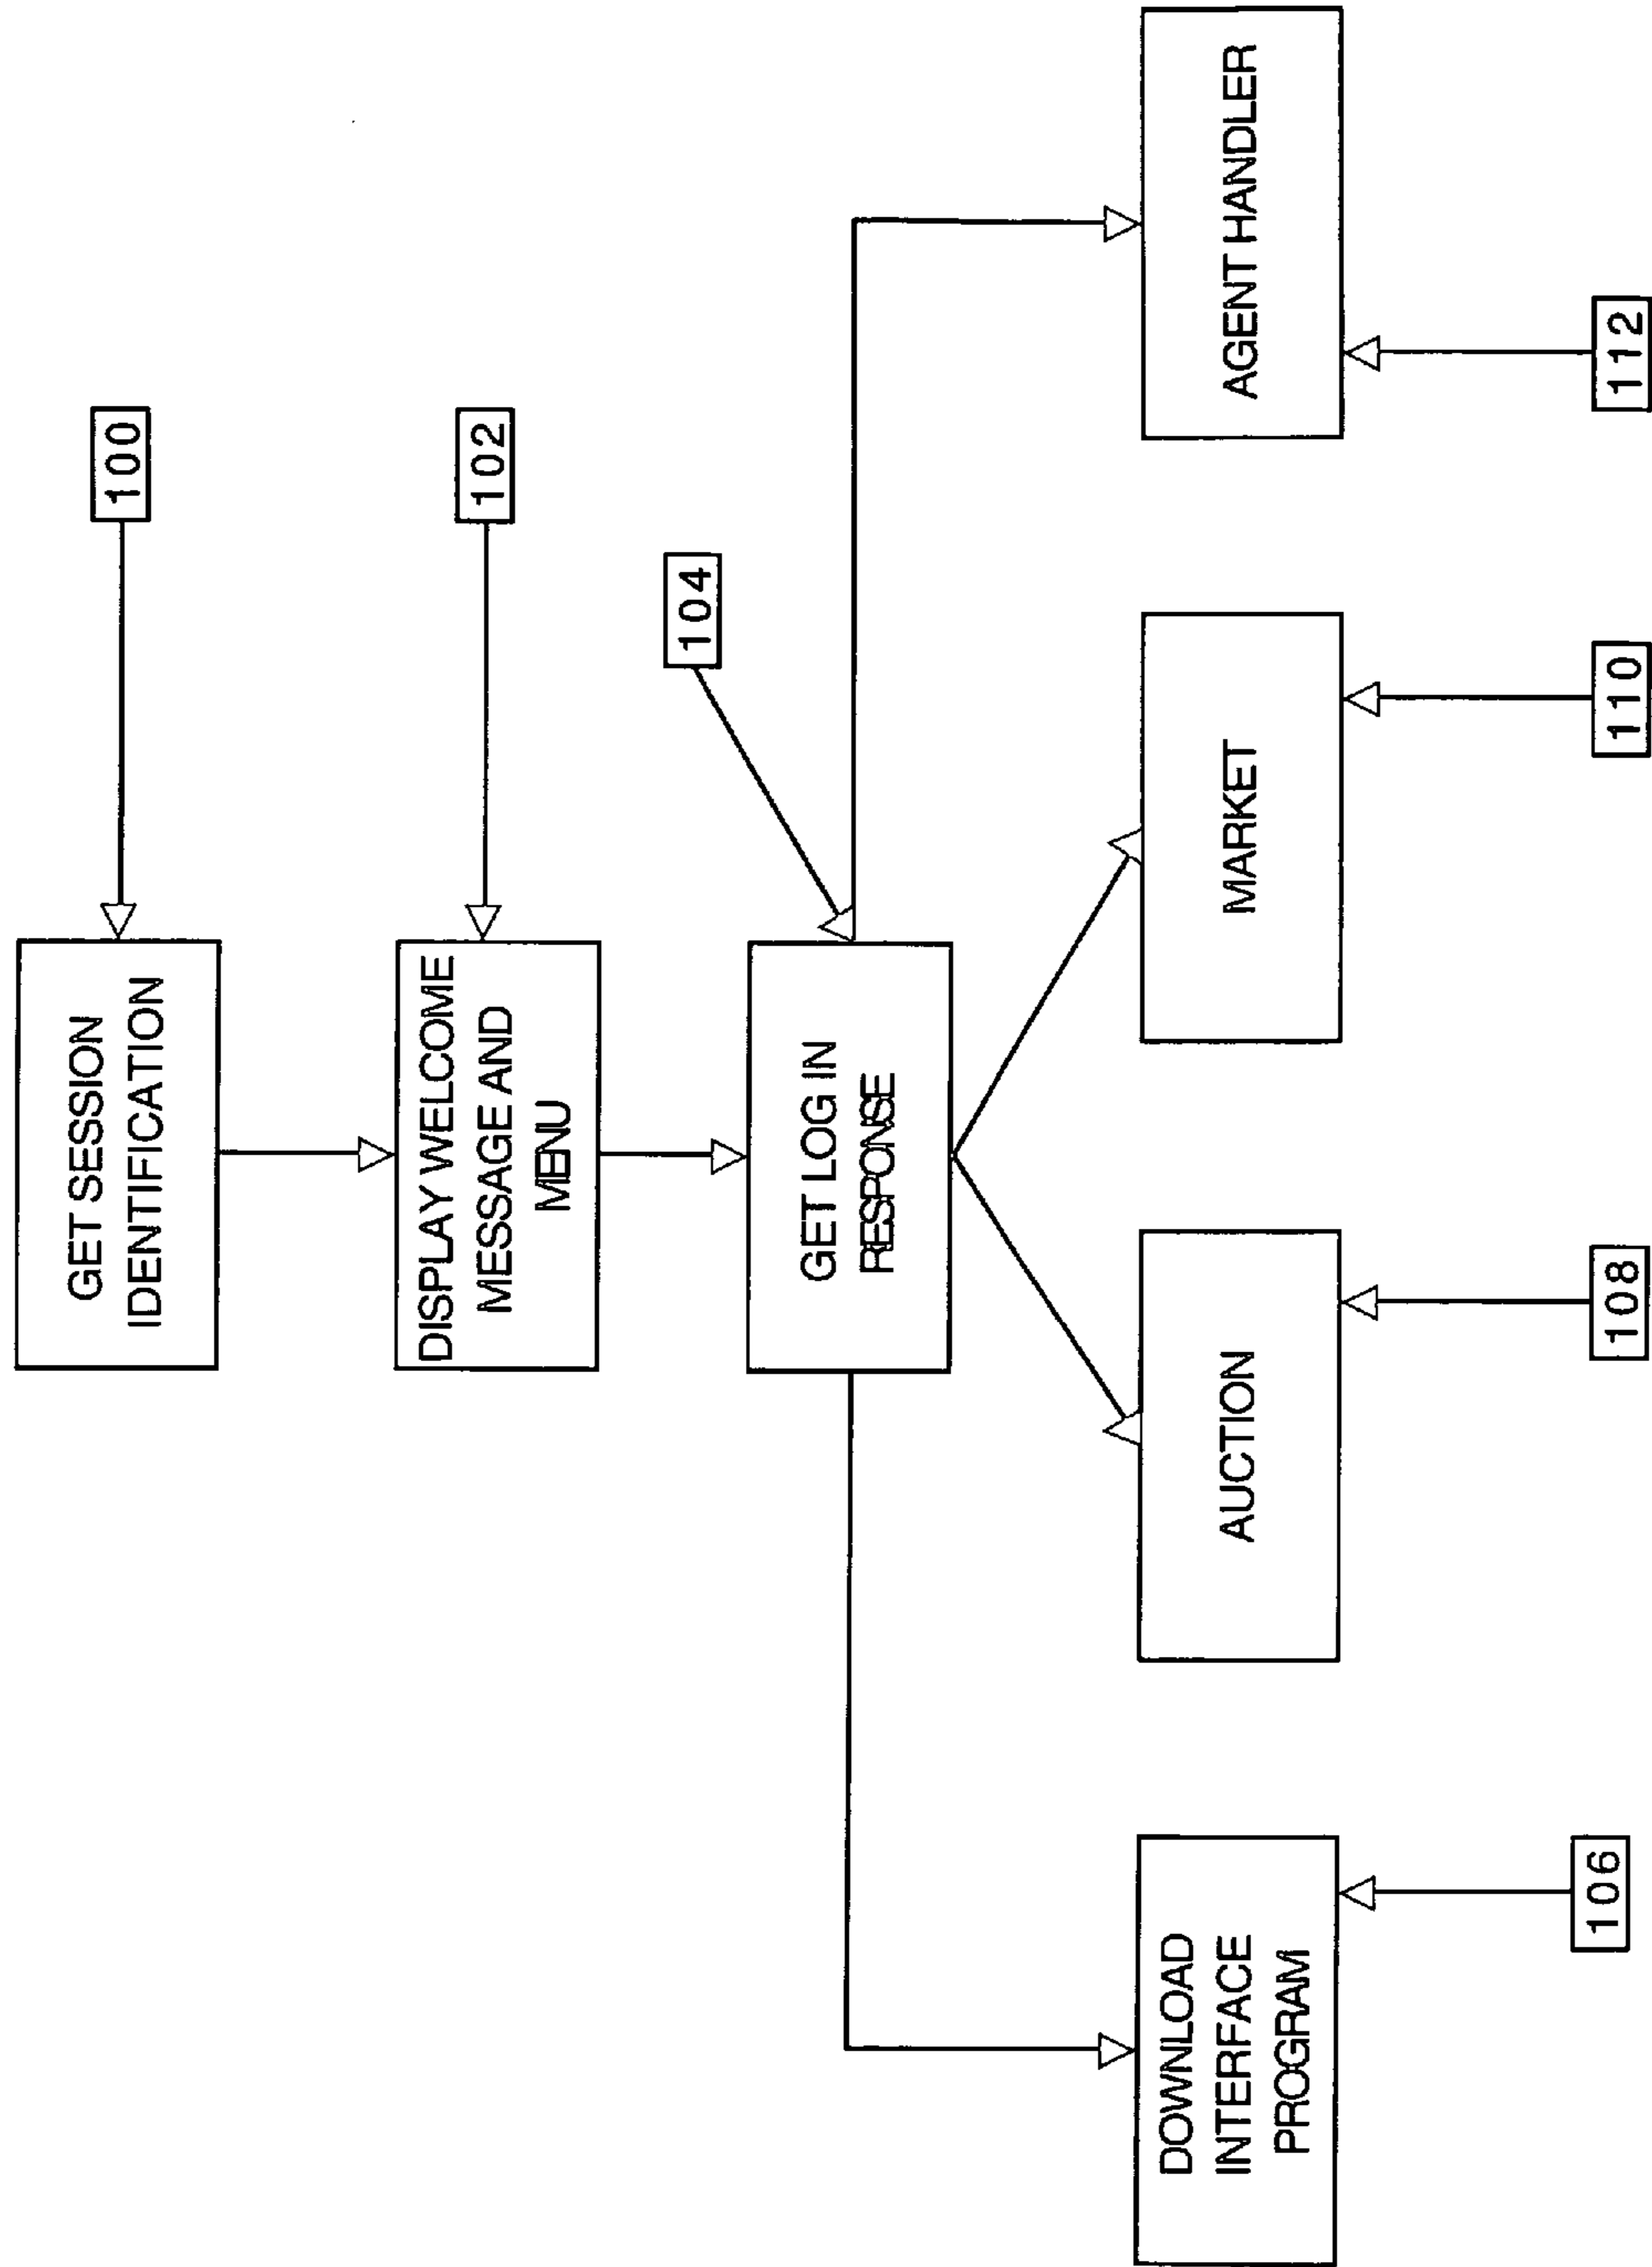 GET SESSION
IDENTIFICATION
100
DISPLAY WELCOME
MESSAGE AND
MENU
102
104
GET LOG IN
RESPONSE
DOWNLOAD
INTERFACE
PROGRAM
AUCTION
MARKET
AGENT HANDLER
106
108
110
112